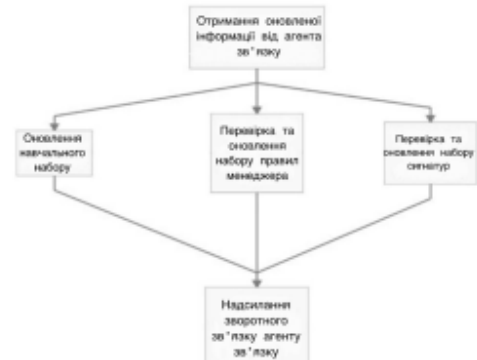 Отримання оновленої
інформації від агента
зв'язку
Оновлення
навчального
набору
Перевірка та
оновлення
набору правил
менеджера
Перевірка та
оновлення набору
сигнатур
Надсилання
зворотного
зв'язку агенту
зв'язку